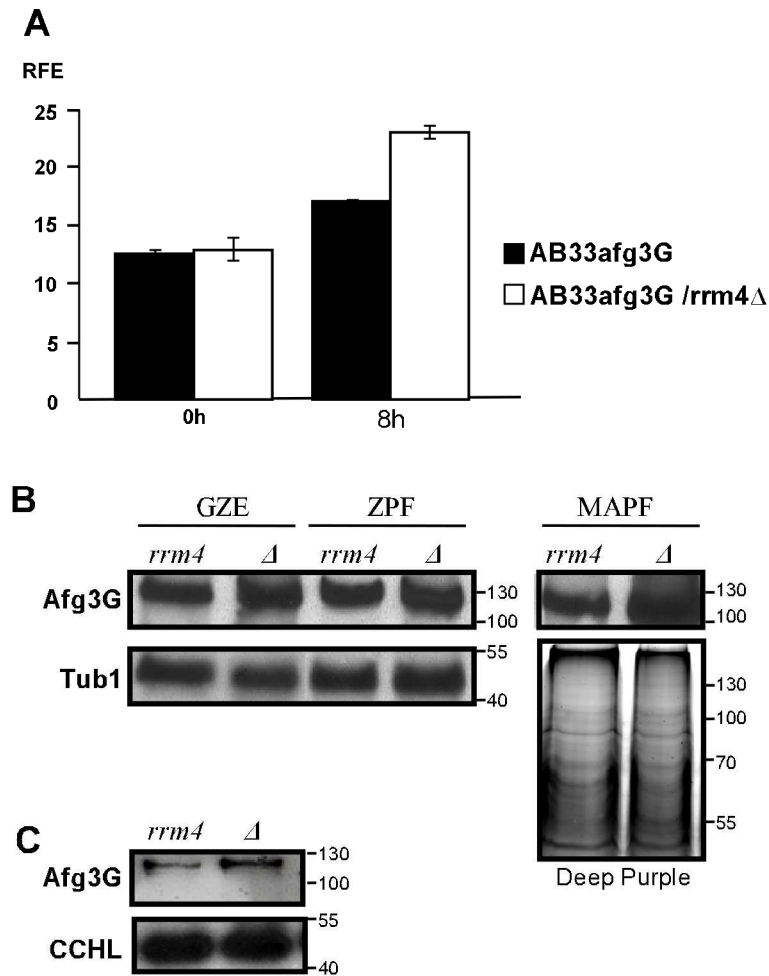 A
RFE
25
20
15
10
5
0
0h
8h
AB33afg3G
AB33afg3G /rrm4Δ
B
GZE
ZPF
MAPF
rrm4
Δ
rrm4
Δ
rrm4
Δ
Afg3G
130
100
130
100
Tub1
55
40
130
100
70
55
Deep Purple
C
rrm4
Δ
Afg3G
130
100
CCHL
55
40